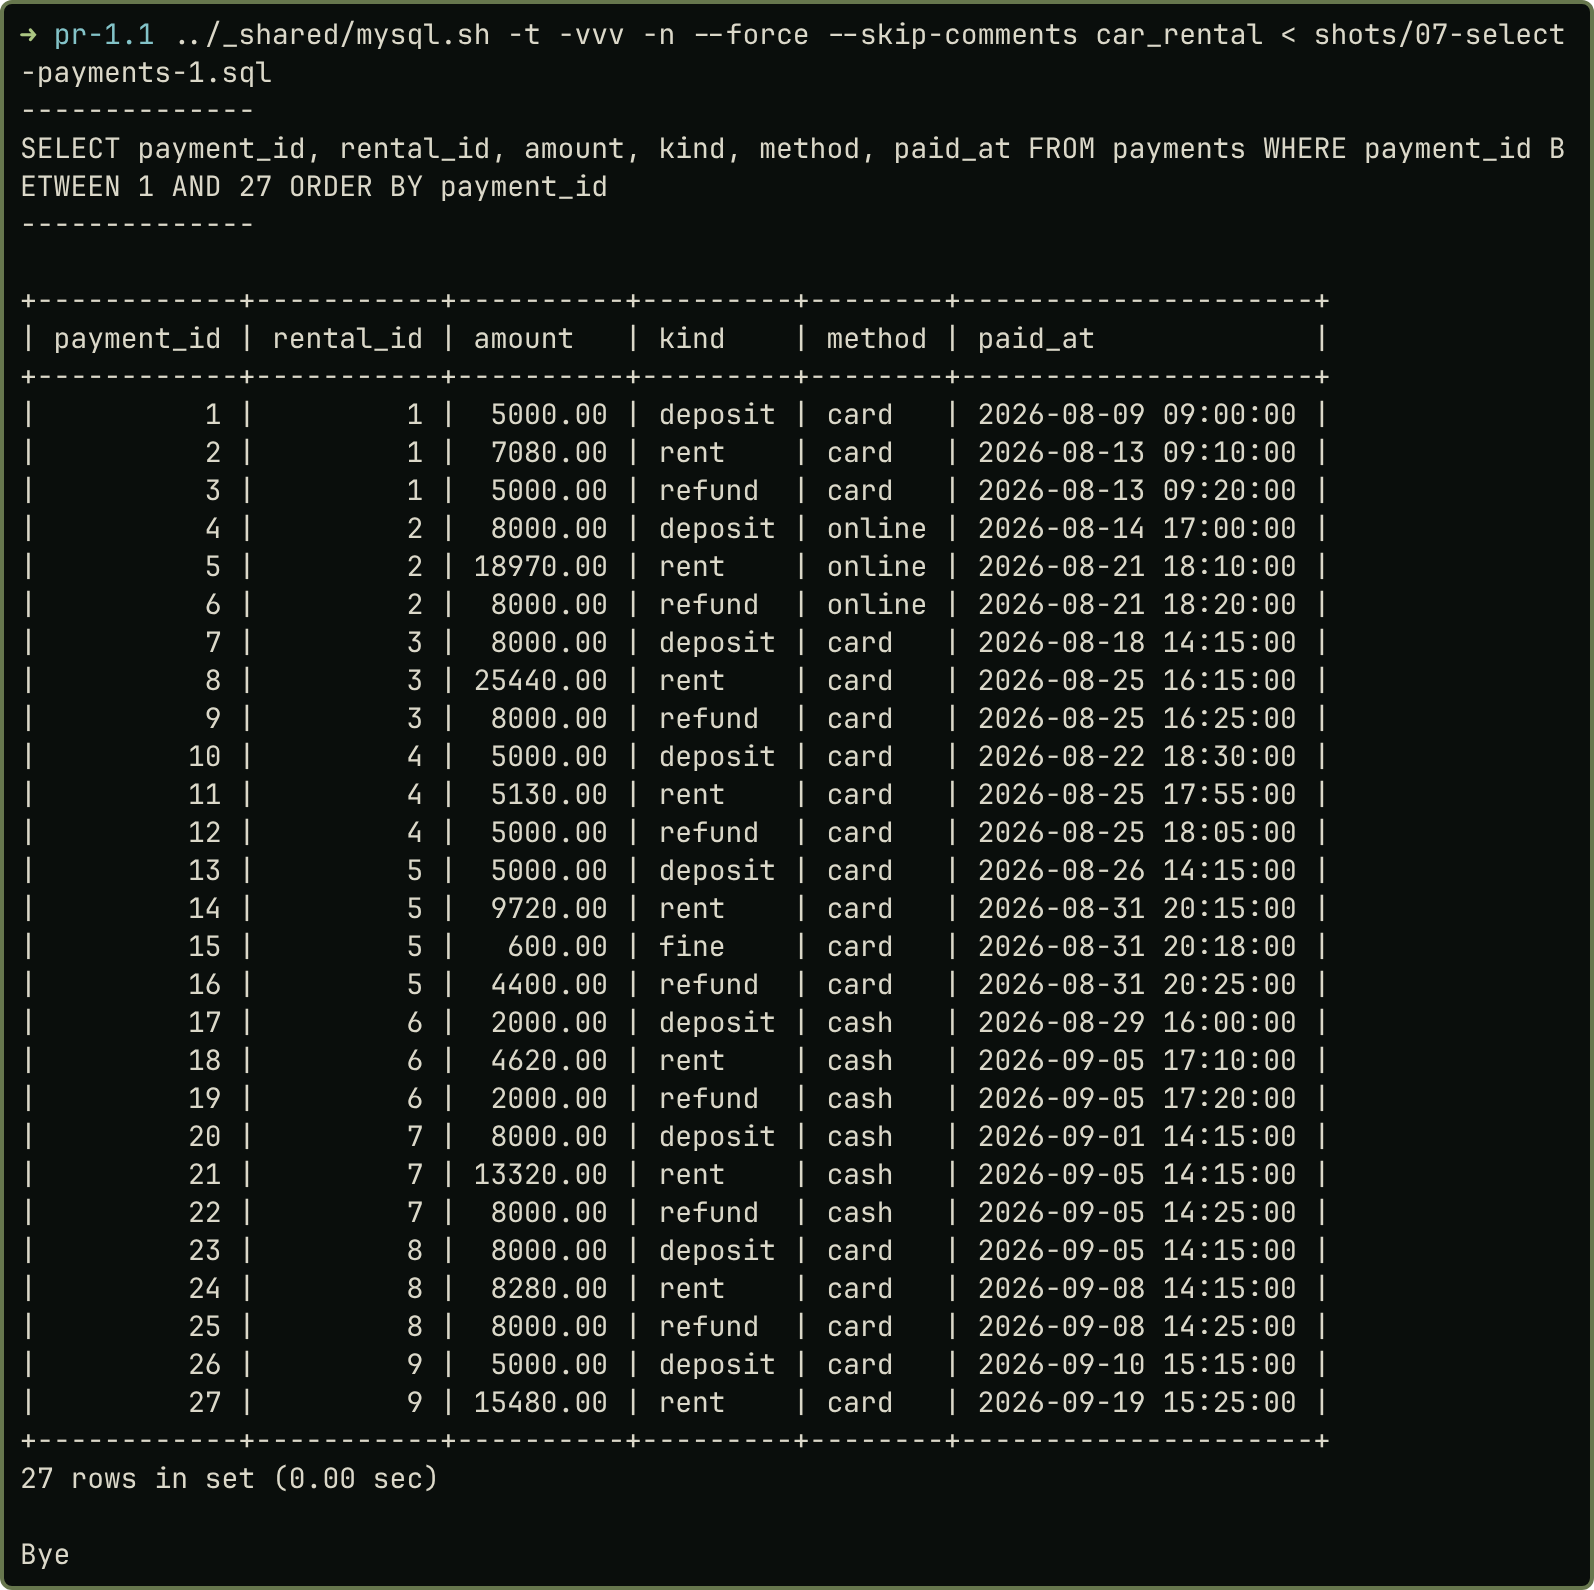 ➜ pr-1.1 ../_shared/mysql.sh -t -vvv -n --force --skip-comments car_rental < shots/07-select
-payments-1.sql
--------------
SELECT payment_id, rental_id, amount, kind, method, paid_at FROM payments WHERE payment_id B
ETWEEN 1 AND 27 ORDER BY payment_id
--------------

+------------+-----------+----------+---------+--------+---------------------+
| payment_id | rental_id | amount   | kind    | method | paid_at             |
+------------+-----------+----------+---------+--------+---------------------+
|          1 |         1 |  5000.00 | deposit | card   | 2026-08-09 09:00:00 |
|          2 |         1 |  7080.00 | rent    | card   | 2026-08-13 09:10:00 |
|          3 |         1 |  5000.00 | refund  | card   | 2026-08-13 09:20:00 |
|          4 |         2 |  8000.00 | deposit | online | 2026-08-14 17:00:00 |
|          5 |         2 | 18970.00 | rent    | online | 2026-08-21 18:10:00 |
|          6 |         2 |  8000.00 | refund  | online | 2026-08-21 18:20:00 |
|          7 |         3 |  8000.00 | deposit | card   | 2026-08-18 14:15:00 |
|          8 |         3 | 25440.00 | rent    | card   | 2026-08-25 16:15:00 |
|          9 |         3 |  8000.00 | refund  | card   | 2026-08-25 16:25:00 |
|         10 |         4 |  5000.00 | deposit | card   | 2026-08-22 18:30:00 |
|         11 |         4 |  5130.00 | rent    | card   | 2026-08-25 17:55:00 |
|         12 |         4 |  5000.00 | refund  | card   | 2026-08-25 18:05:00 |
|         13 |         5 |  5000.00 | deposit | card   | 2026-08-26 14:15:00 |
|         14 |         5 |  9720.00 | rent    | card   | 2026-08-31 20:15:00 |
|         15 |         5 |   600.00 | fine    | card   | 2026-08-31 20:18:00 |
|         16 |         5 |  4400.00 | refund  | card   | 2026-08-31 20:25:00 |
|         17 |         6 |  2000.00 | deposit | cash   | 2026-08-29 16:00:00 |
|         18 |         6 |  4620.00 | rent    | cash   | 2026-09-05 17:10:00 |
|         19 |         6 |  2000.00 | refund  | cash   | 2026-09-05 17:20:00 |
|         20 |         7 |  8000.00 | deposit | cash   | 2026-09-01 14:15:00 |
|         21 |         7 | 13320.00 | rent    | cash   | 2026-09-05 14:15:00 |
|         22 |         7 |  8000.00 | refund  | cash   | 2026-09-05 14:25:00 |
|         23 |         8 |  8000.00 | deposit | card   | 2026-09-05 14:15:00 |
|         24 |         8 |  8280.00 | rent    | card   | 2026-09-08 14:15:00 |
|         25 |         8 |  8000.00 | refund  | card   | 2026-09-08 14:25:00 |
|         26 |         9 |  5000.00 | deposit | card   | 2026-09-10 15:15:00 |
|         27 |         9 | 15480.00 | rent    | card   | 2026-09-19 15:25:00 |
+------------+-----------+----------+---------+--------+---------------------+
27 rows in set (0.00 sec)

Bye